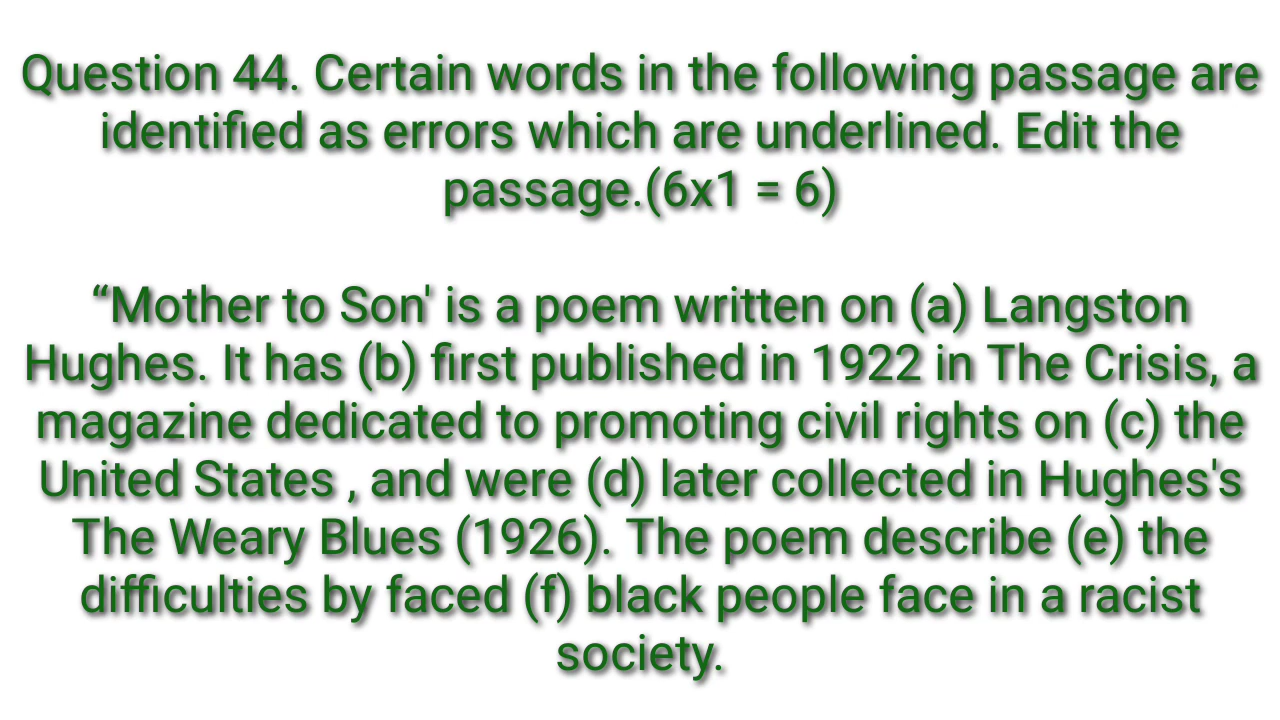 Question 44. Certain words in the following passage are
identified as errors which are underlined. Edit the
passage.(6x1 = 6)
“Mother to Son' is a poem written on (a) Langston
Hughes. It has (b) first published in 1922 in The Crisis, a
magazine dedicated to promoting civil rights on (c) the
United States , and were (d) later collected in Hughes's
The Weary Blues (1926). The poem describe (e) the
difficulties by faced (f) black people face in a racist
society.